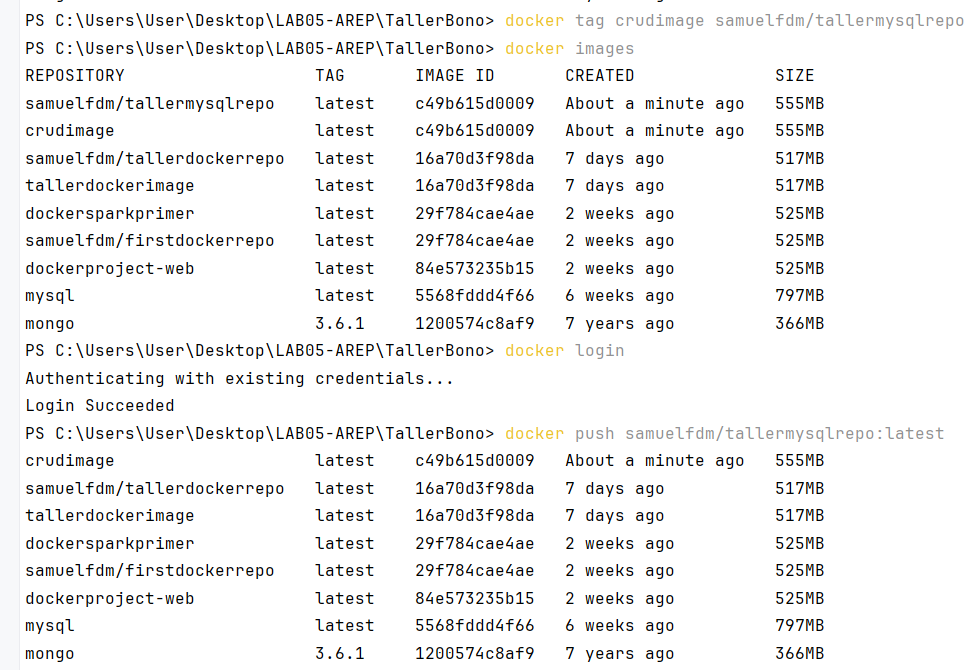 PS C:\Users\User\Desktop\LAB05-AREP\TallerBono> docker tag crudimage samuelfdm/tallermysqlrepo
PS C:\Users\User\Desktop\LAB05-AREP\TallerBono> docker images
REPOSITORY TAG IMAGE ID CREATED SIZE
samuelfdm/tallermysqlrepo latest c49b615d0009 About a minute ago 555MB
crudimage latest c49b615d0009 About a minute ago 555MB
samuelfdm/tallerdockerrepo latest 16a70d3f98da 7 days ago 517MB
tallerdockerimage latest 16a70d3f98da 7 days ago 517MB
dockersparkprimer latest 29f784cae4ae 2 weeks ago 525MB
samuelfdm/firstdockerrepo latest 29f784cae4ae 2 weeks ago 525MB
dockerproject-web latest 84e573235b15 2 weeks ago 525MB
mysql latest 5568fddd4f66 6 weeks ago 797MB
mongo 3.6.1 1200574c8af9 7 years ago 366MB
PS C:\Users\User\Desktop\LAB05-AREP\TallerBono> docker login
Authenticating with existing credentials...
Login Succeeded
PS C:\Users\User\Desktop\LAB05-AREP\TallerBono> docker push samuelfdm/tallermysqlrepo:latest
crudimage latest c49b615d0009 About a minute ago 555MB
samuelfdm/tallerdockerrepo latest 16a70d3f98da 7 days ago 517MB
tallerdockerimage latest 16a70d3f98da 7 days ago 517MB
dockersparkprimer latest 29f784cae4ae 2 weeks ago 525MB
samuelfdm/firstdockerrepo latest 29f784cae4ae 2 weeks ago 525MB
dockerproject-web latest 84e573235b15 2 weeks ago 525MB
mysql latest 5568fddd4f66 6 weeks ago 797MB
mongo 3.6.1 1200574c8af9 7 years ago 366MB